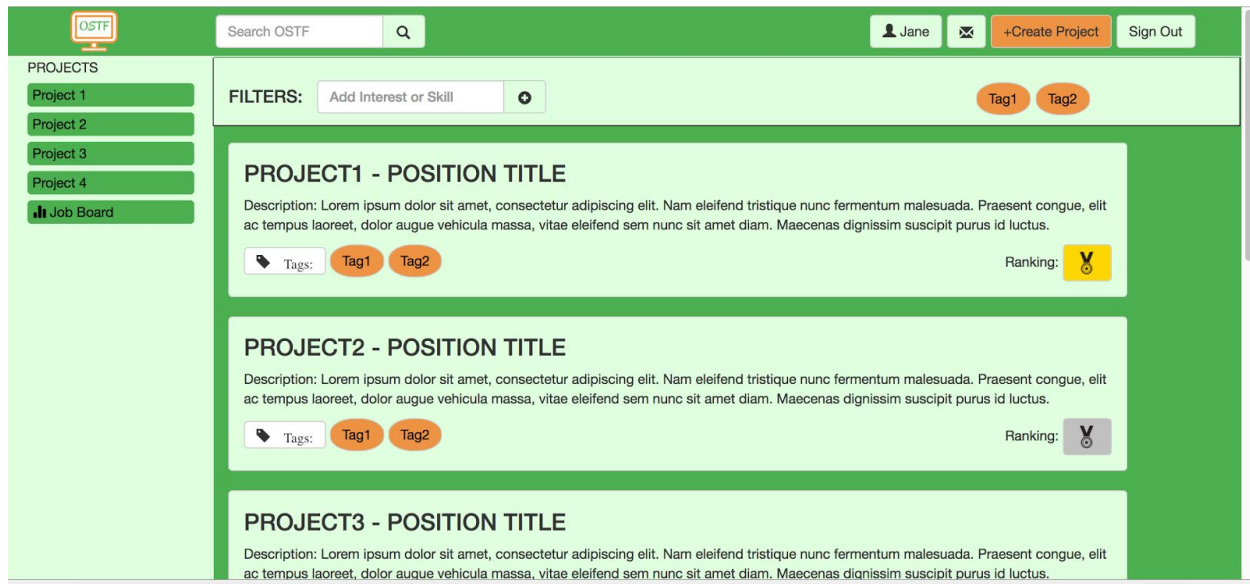 OSTF
Search OSTF
Jane
+Create Project
Sign Out
PROJECTS
Project 1
Project 2
Project 3
Project 4
Job Board
FILTERS:
Add Interest or Skill
Tag1
Tag2
PROJECT1 - POSITION TITLE
Description: Lorem ipsum dolor sit amet, consectetur adipiscing elit. Nam eleifend tristique nunc fermentum malesuada. Praesent congue, elit
ac tempus laoreet, dolor augue vehicula massa, vitae eleifend sem nunc sit amet diam. Maecenas dignissim suscipit purus id luctus.
Tags: Tag1 Tag2 Ranking:
PROJECT2 - POSITION TITLE
Description: Lorem ipsum dolor sit amet, consectetur adipiscing elit. Nam eleifend tristique nunc fermentum malesuada. Praesent congue, elit
ac tempus laoreet, dolor augue vehicula massa, vitae eleifend sem nunc sit amet diam. Maecenas dignissim suscipit purus id luctus.
Tags: Tag1 Tag2 Ranking:
PROJECT3 - POSITION TITLE
Description: Lorem ipsum dolor sit amet, consectetur adipiscing elit. Nam eleifend tristique nunc fermentum malesuada. Praesent congue, elit
ac tempus laoreet, dolor augue vehicula massa, vitae eleifend sem nunc sit amet diam. Maecenas dignissim suscipit purus id luctus.